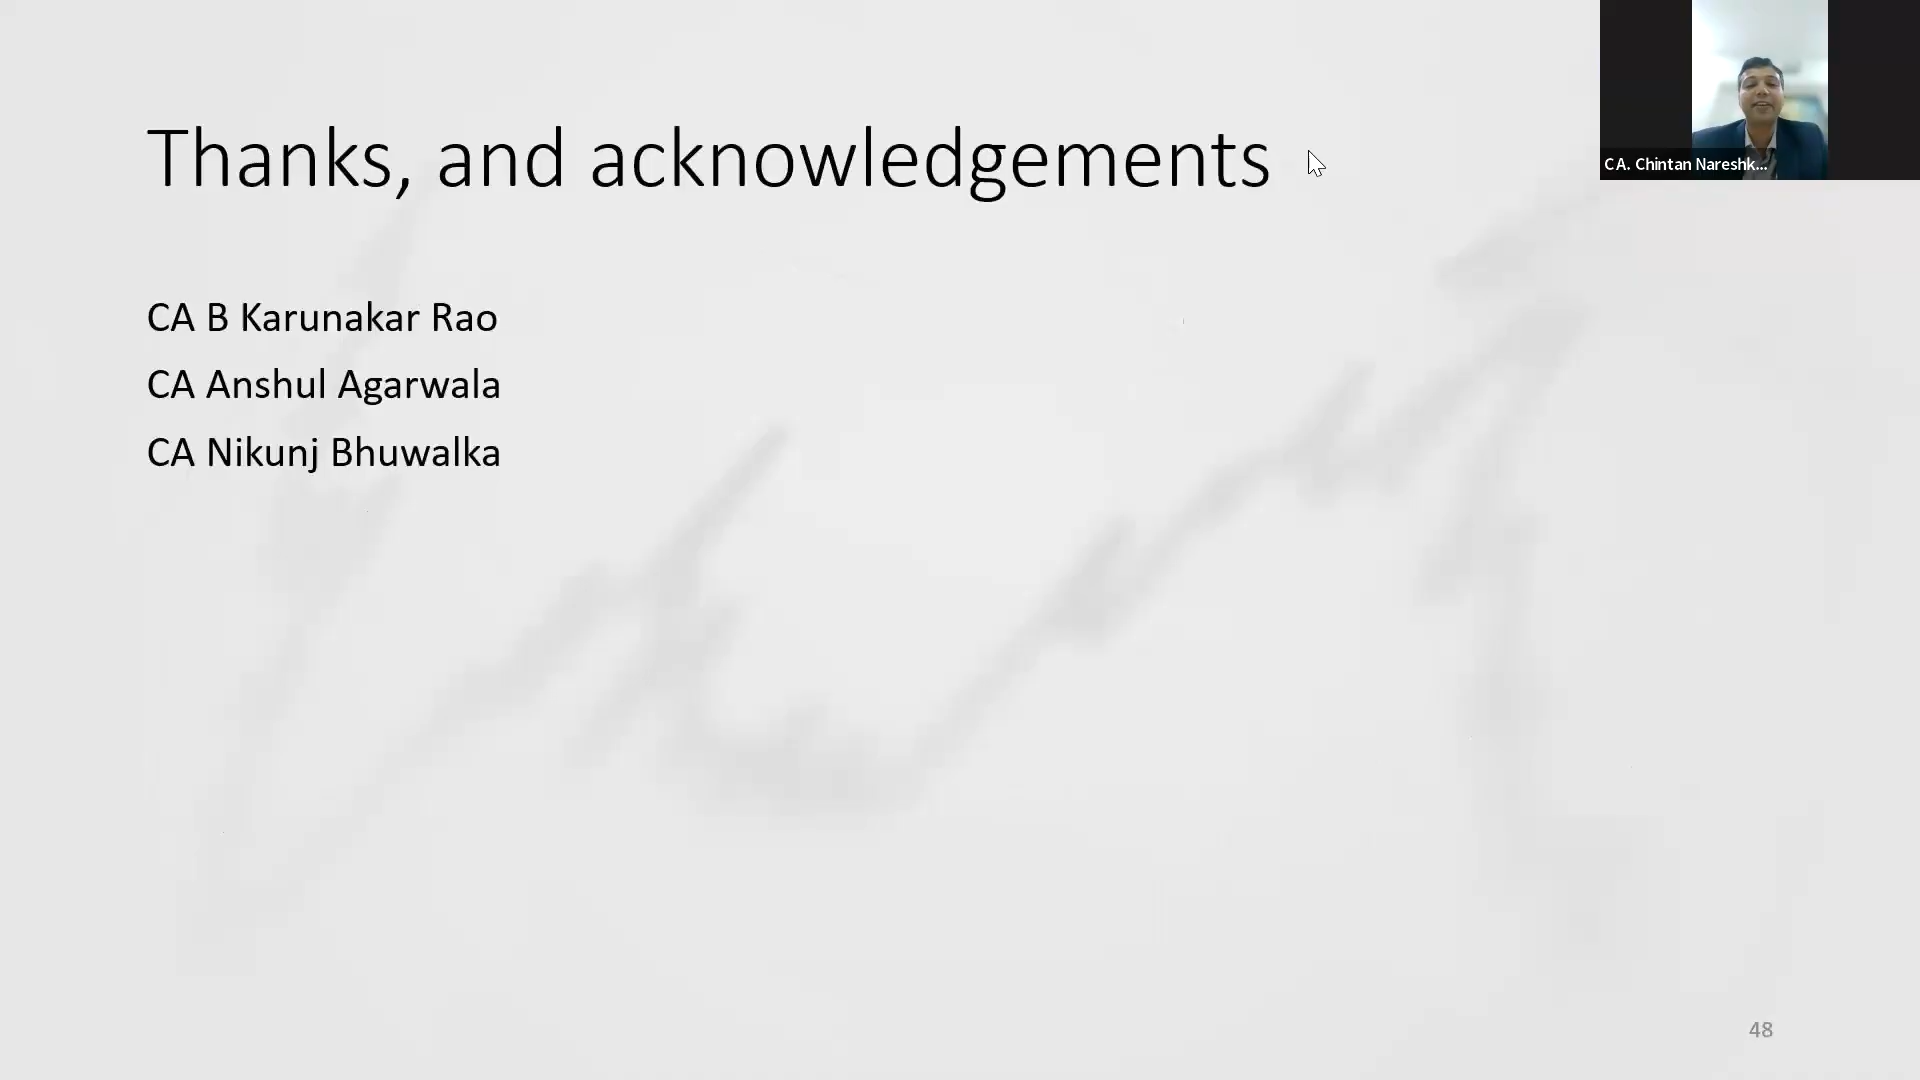 Thanks, and acknowledgements
CA. Chintan Nareshk...
CA B Karunakar Rao
CA Anshul Agarwala
CA Nikunj Bhuwalka
48